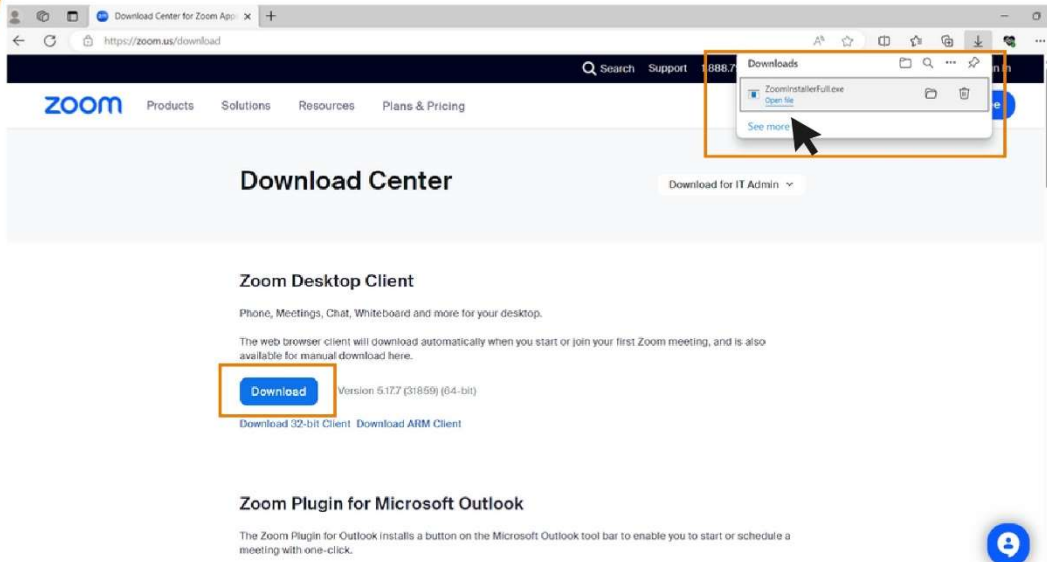 Download Center for Zoom App
https://zoom.us/download
Search Support 1.888.7
Downloads
ZoomInstallerFull.exe
Open file
See more
zoom Products Solutions Resources Plans & Pricing
Download Center
Download for IT Admin
Zoom Desktop Client
Phone, Meetings, Chat, Whiteboard and more for your desktop.
The web browser client will download automatically when you start or join your first Zoom meeting, and is also
available for manual download here.
Download Version 5.17.7 (31859) (64-bit)
Download 32-bit Client Download ARM Client
Zoom Plugin for Microsoft Outlook
The Zoom Plugin for Outlook installs a button on the Microsoft Outlook tool bar to enable you to start or schedule a
meeting with one-click.